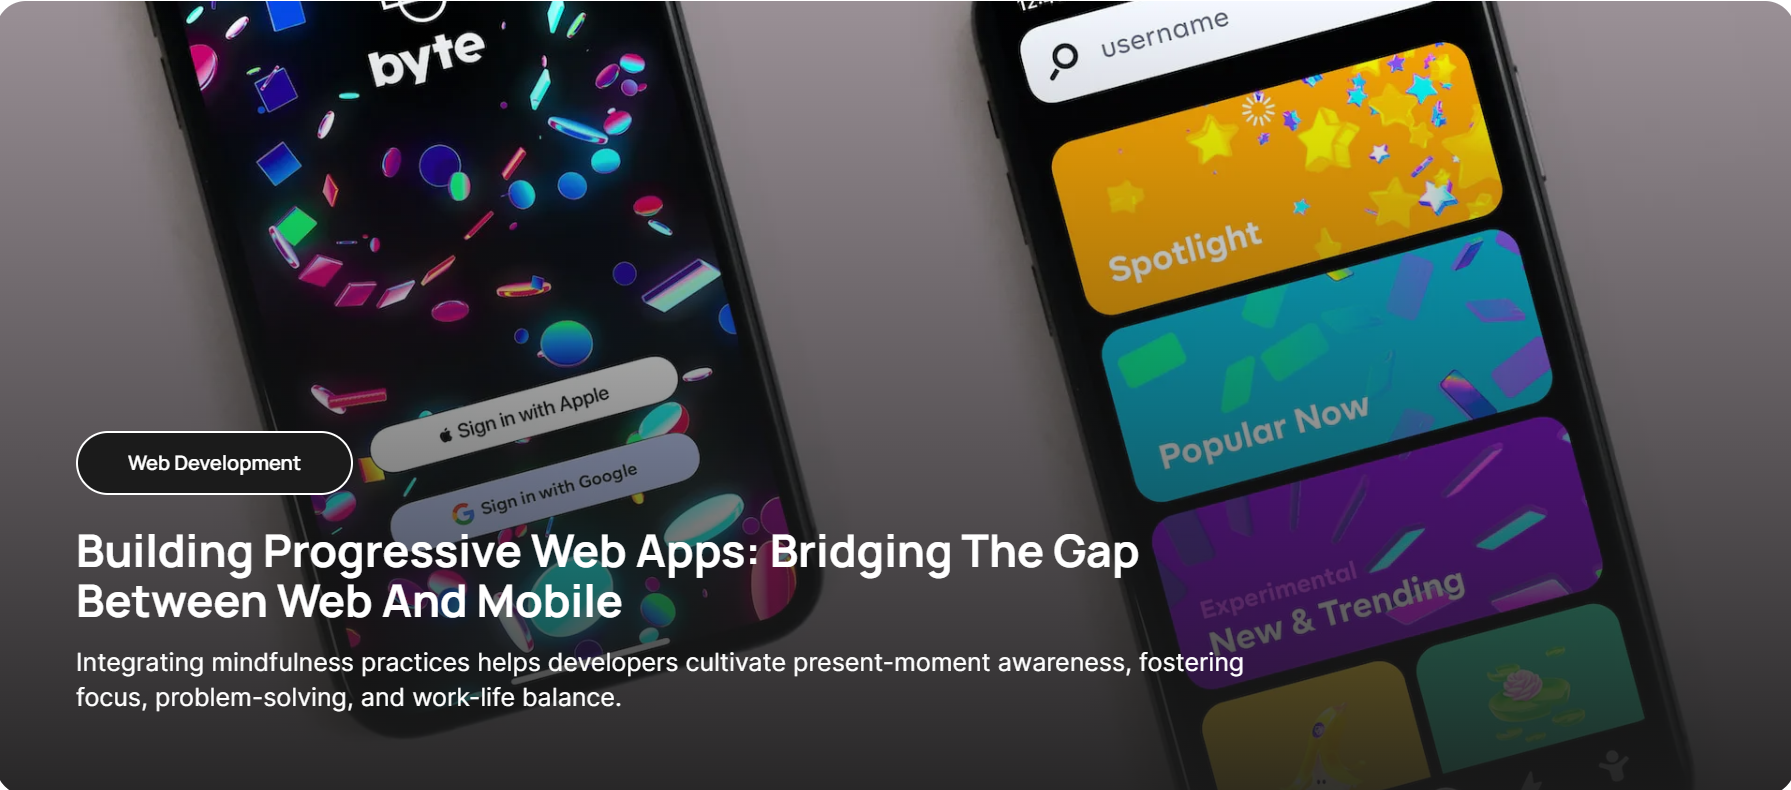 byte
Sign in with Apple
Sign in with Google
username
Spotlight
Popular Now
Experimental
New & Trending
Web Development
Building Progressive Web Apps: Bridging The Gap
Between Web And Mobile
Integrating mindfulness practices helps developers cultivate present-moment awareness, fostering
focus, problem-solving, and work-life balance.